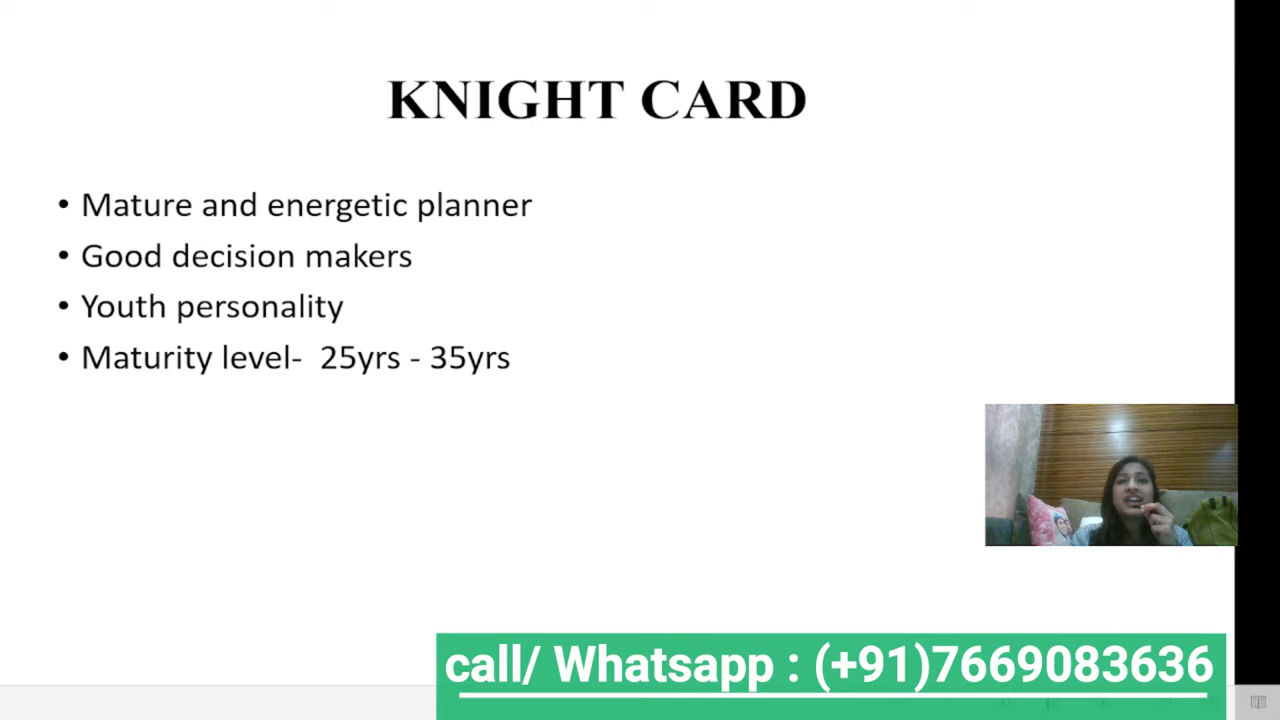 KNIGHT CARD
• Mature and energetic planner
• Good decision makers
• Youth personality
• Maturity level- 25yrs - 35yrs
call/ Whatsapp : (+91)7669083636